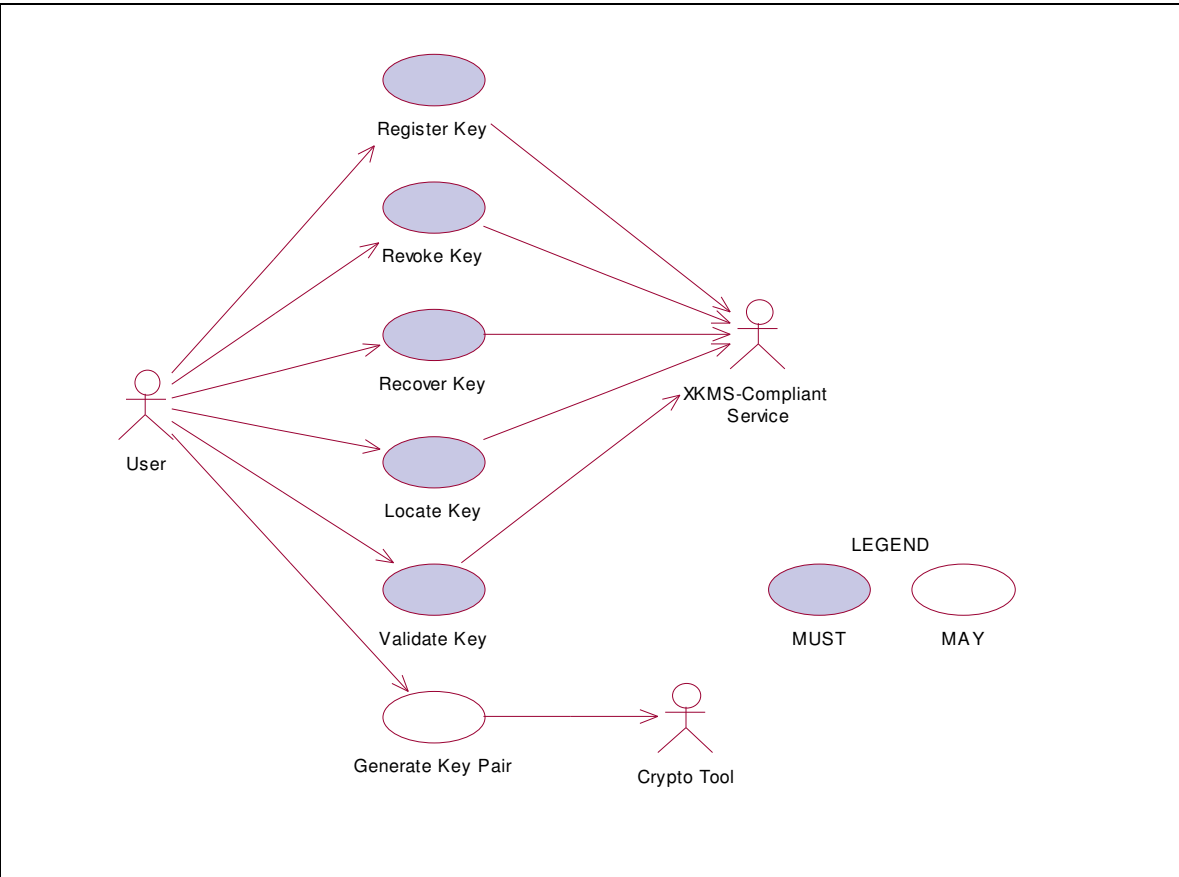 Register Key
Revoke Key
Recover Key
XKMS-Compliant
Service
User
Locate Key
LEGEND
Validate Key
MUST
MAY
Generate Key Pair
Crypto Tool